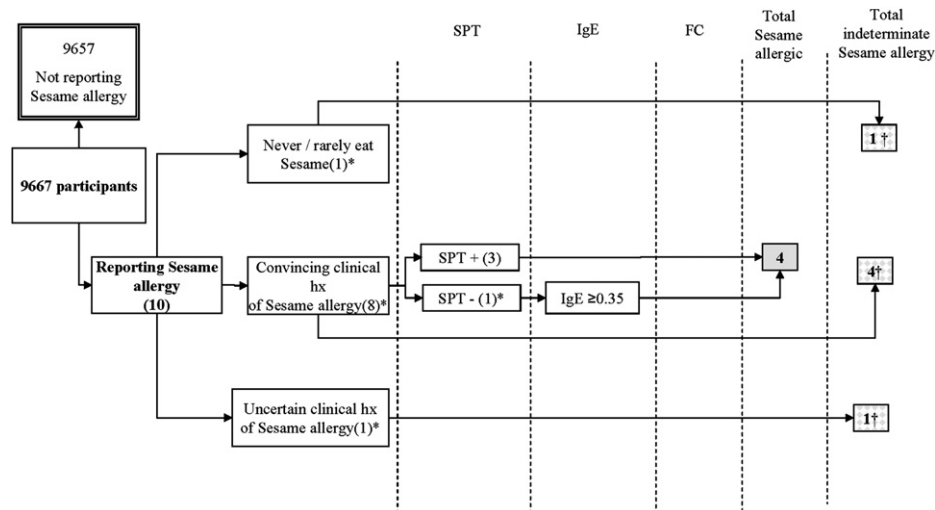 SPT
IgE
FC
Total
Sesame
allergic
Total
indeterminate
Sesame allergy
9657
Not reporting
Sesame allergy
9667 participants
Never / rarely eat
Sesame(1)*
1 †
Reporting Sesame
allergy
(10)
Convincing clinical
hx
of Sesame allergy(8)*
SPT + (3)
SPT - (1)*
IgE ≥0.35
4
4†
Uncertain clinical hx
of Sesame allergy(1)*
1†